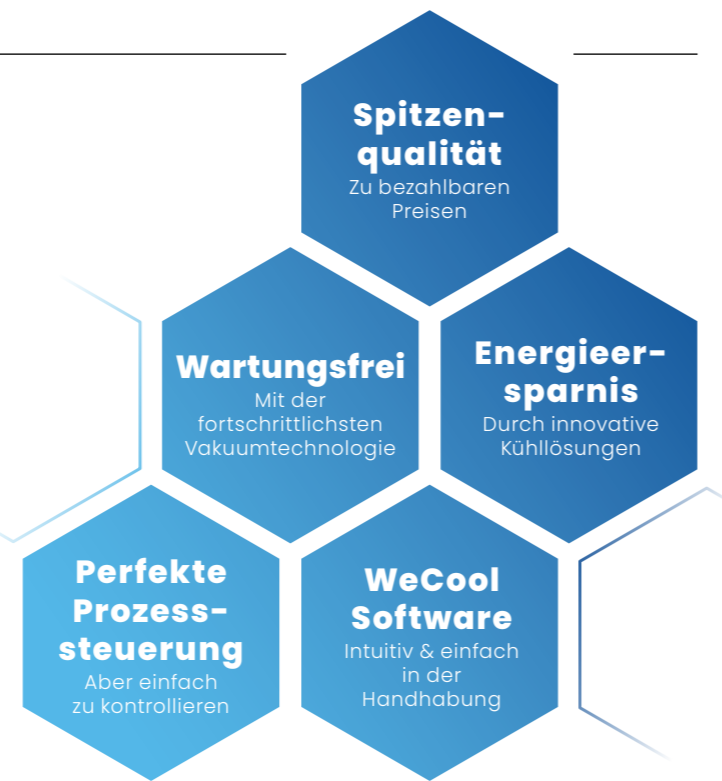 Spitzen-
qualität
Zu bezahlbaren
Preisen
Wartungsfrei
Mit der
fortschrittlichsten
Vakuumtechnologie
Energieer-
sparnis
Durch innovative
Kühllösungen
Perfekte
Prozess-
steuerung
Aber einfach
zu kontrollieren
WeCool
Software
Intuitiv & einfach
in der
Handhabung